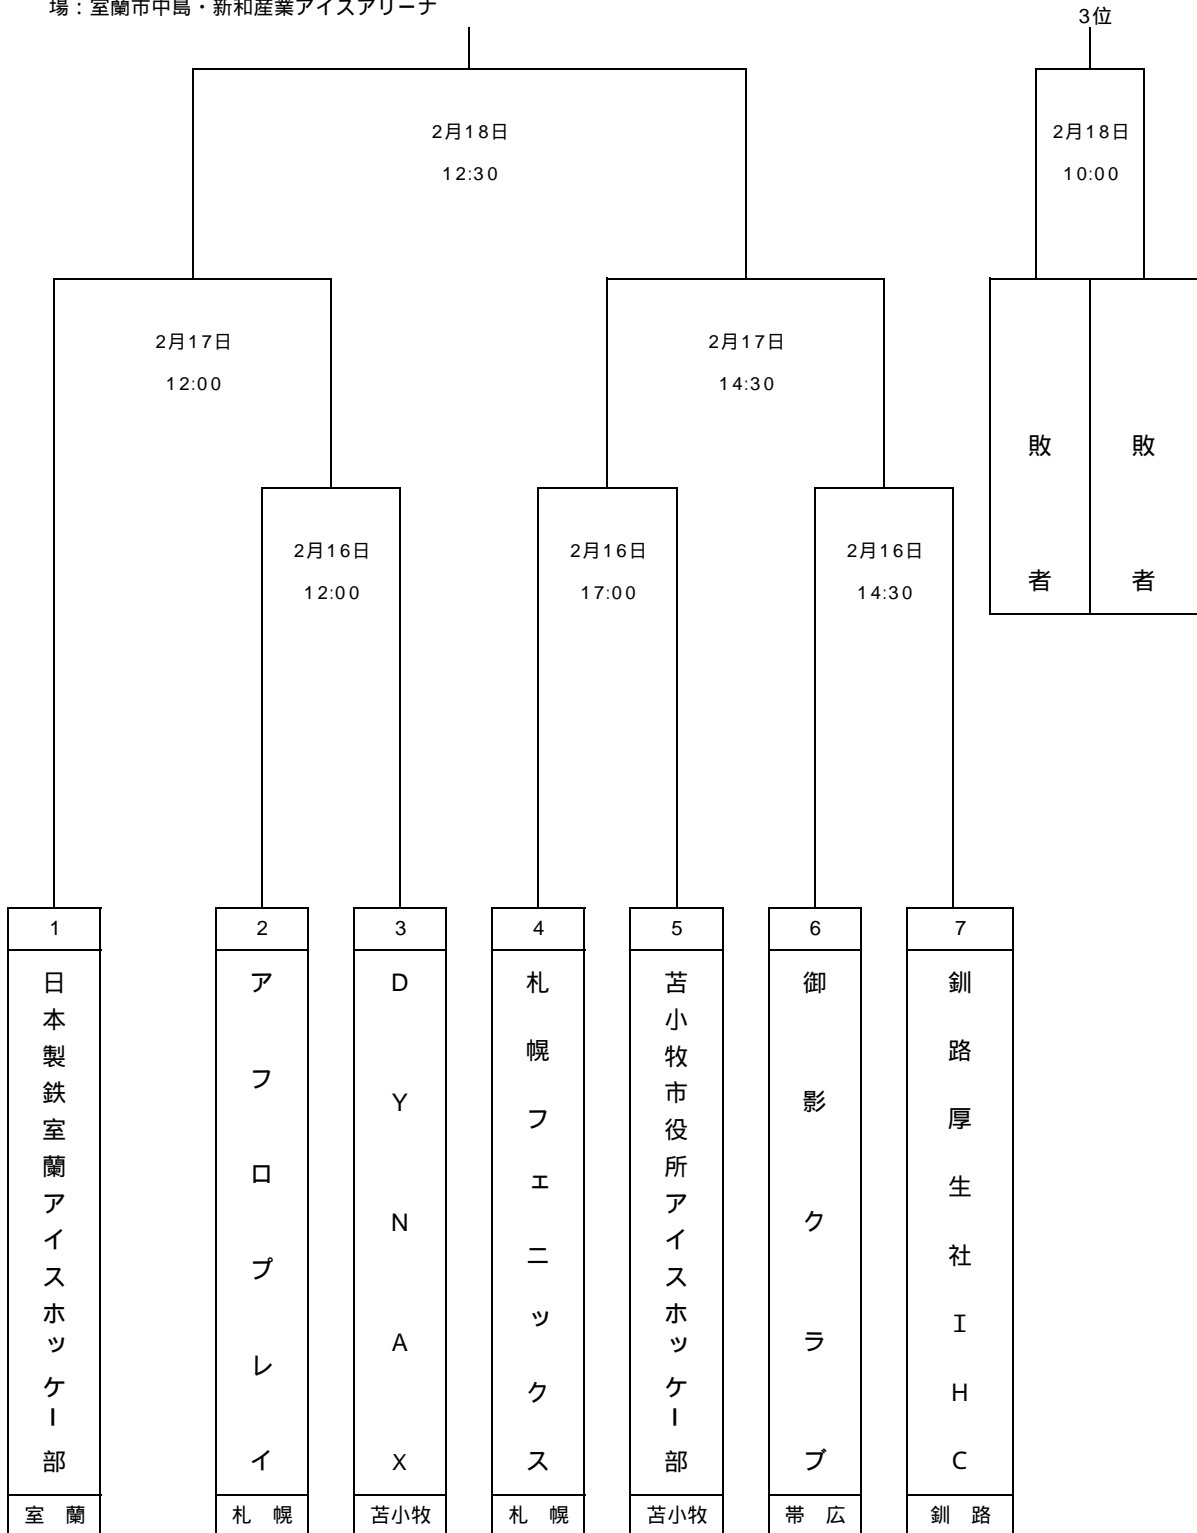 場：室蘭市中島・新和産業アイスアリーナ
3位
2月18日
12:30
2月18日
10:00
2月17日
12:00
2月17日
14:30
敗者
敗者
2月16日
12:00
2月16日
17:00
2月16日
14:30
1
日本製鉄室蘭アイスホッケー部
室　蘭
2
アフロプレイ
札　幌
3
DYNAX
苫小牧
4
札幌フェニックス
札　幌
5
苫小牧市役所アイスホッケー部
苫小牧
6
御影クラブ
帯　広
7
釧路厚生社ＩHC
釧　路